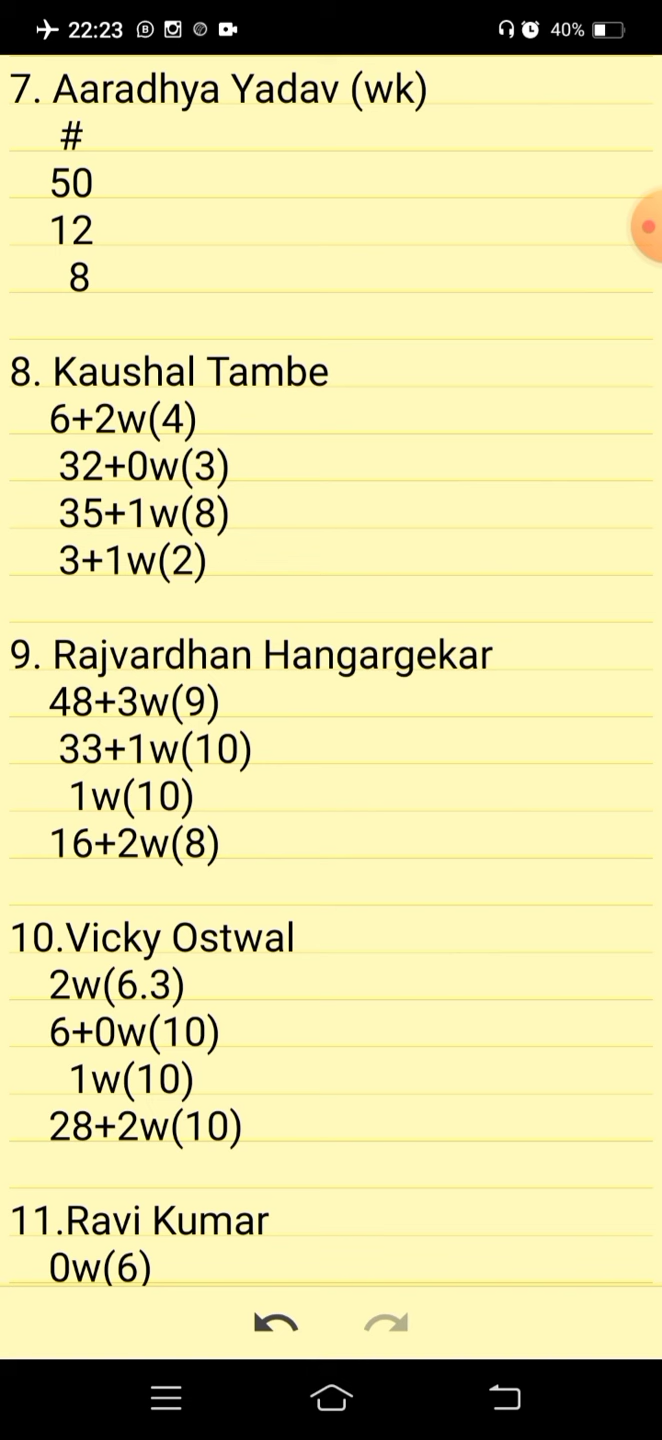 22:23
40%
7. Aaradhya Yadav (wk)
#
50
12
8
8. Kaushal Tambe
6+2w(4)
32+0w(3)
35+1w(8)
3+1w(2)
9. Rajvardhan Hangargekar
48+3w(9)
33+1w(10)
1w(10)
16+2w(8)
10.Vicky Ostwal
2w(6.3)
6+0w(10)
1w(10)
28+2w(10)
11.Ravi Kumar
0w(6)